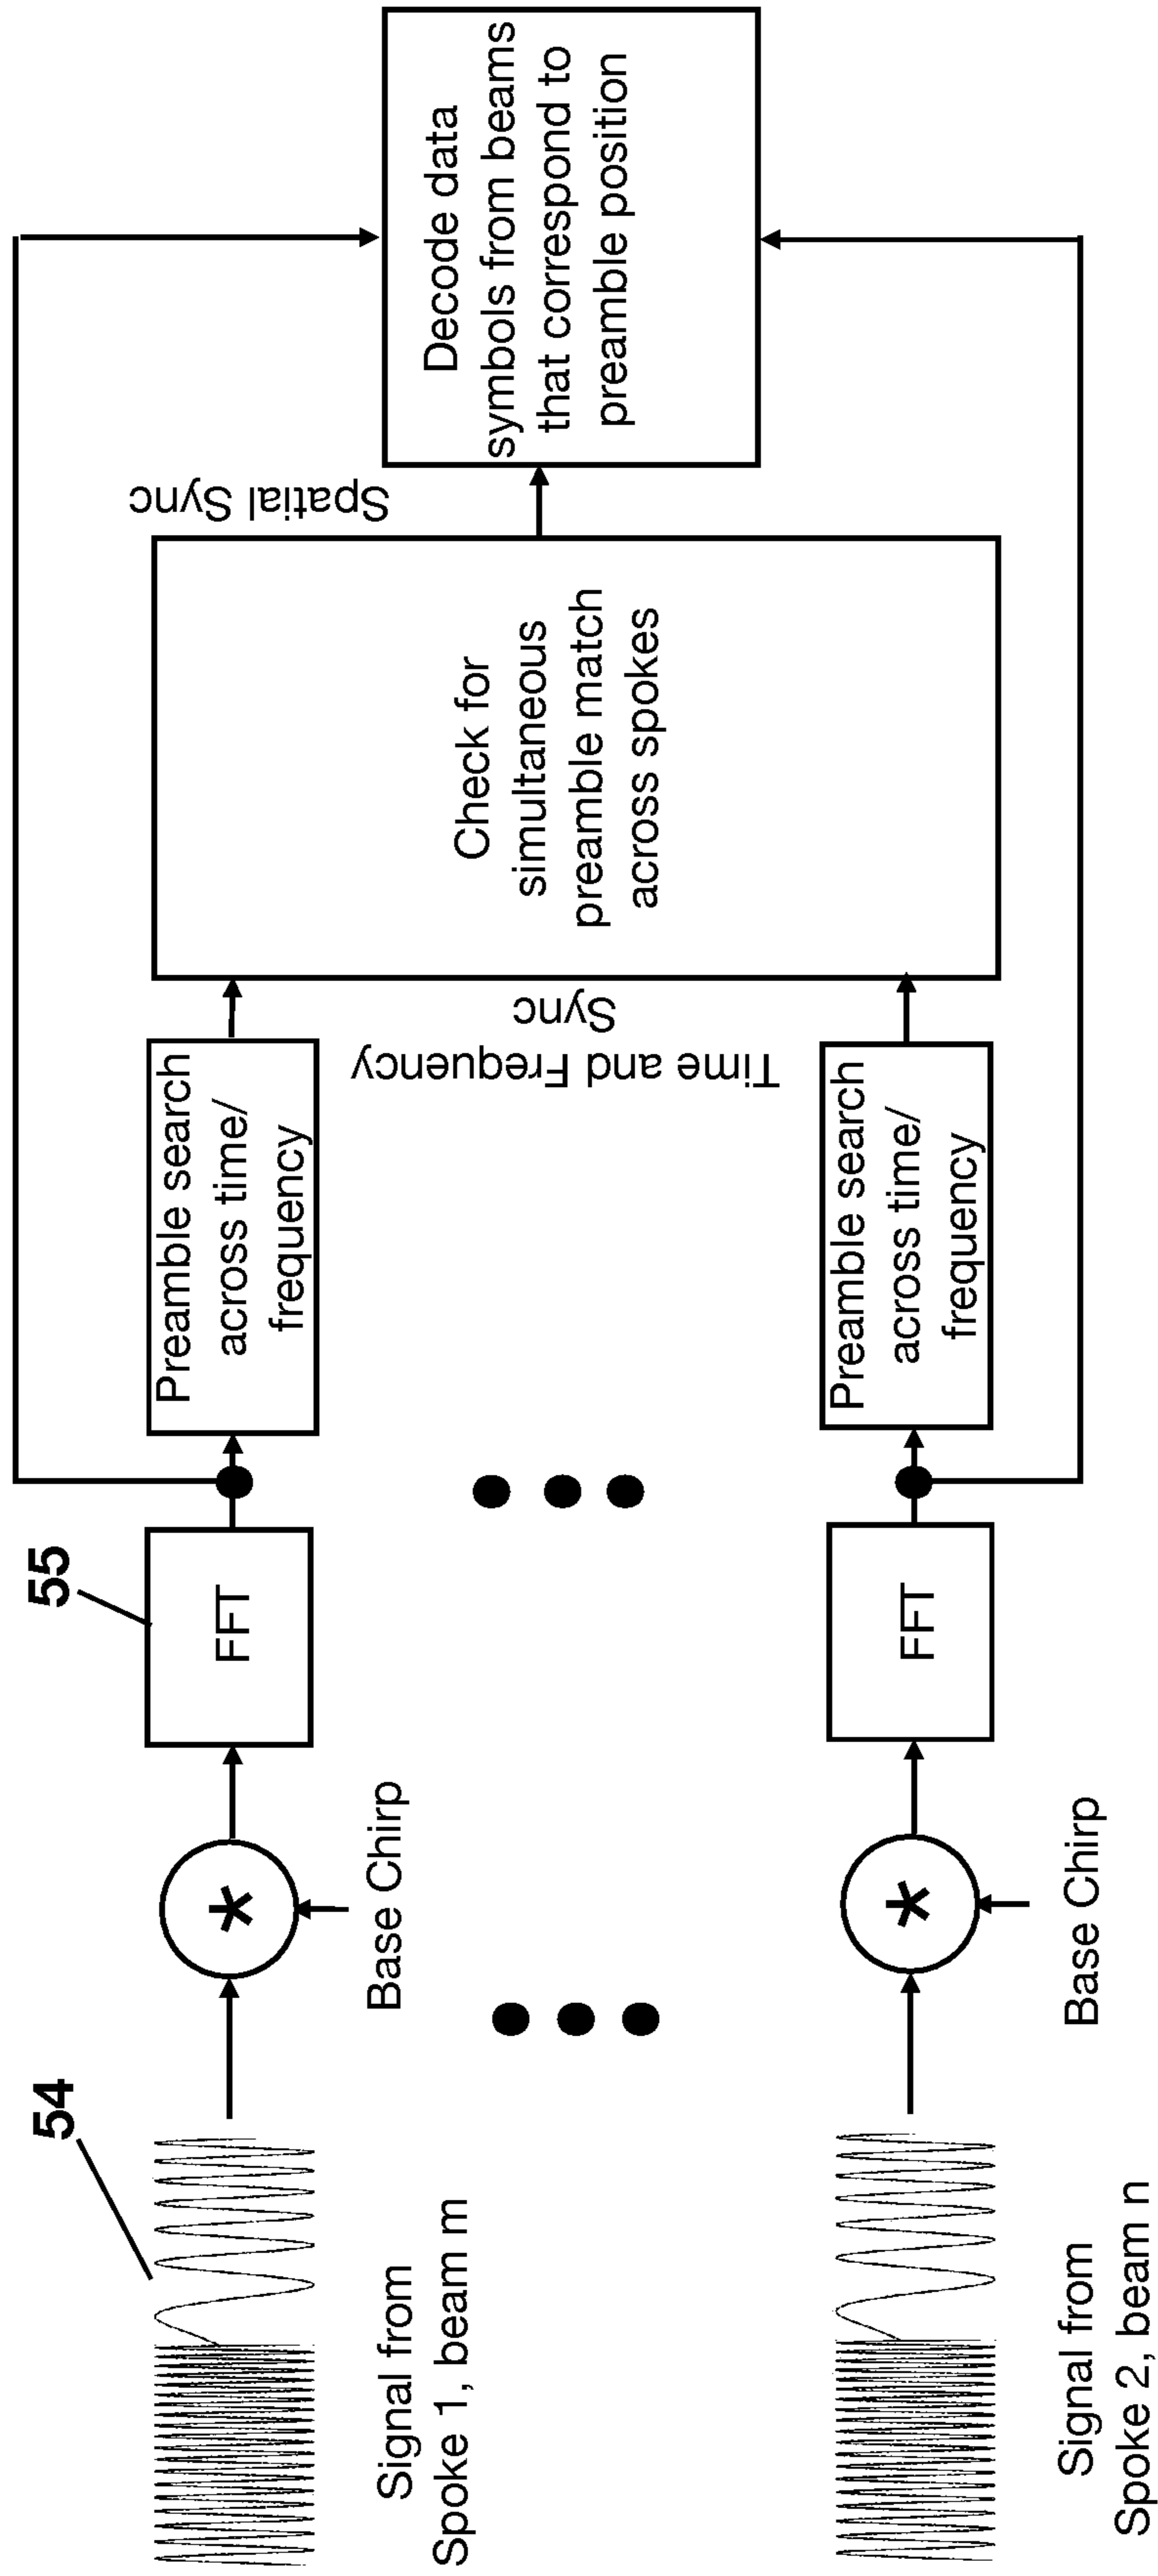 54
Signal from
Spoke 1, beam m
Base Chirp
*
55
FFT
Preamble search
across time/
frequency
Signal from
Spoke 2, beam n
Base Chirp
*
FFT
Preamble search
across time/
frequency
Time and Frequency
Sync
Check for
simultaneous
preamble match
across spokes
Spatial Sync
Decode data
symbols from beams
that correspond to
preamble position